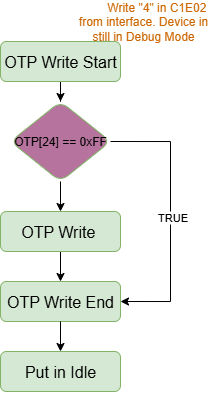 Write "4" in C1E02
from interface. Device in
still in Debug Mode
OTP Write Start
OTP[24] == 0xFF
TRUE
OTP Write
OTP Write End
Put in Idle